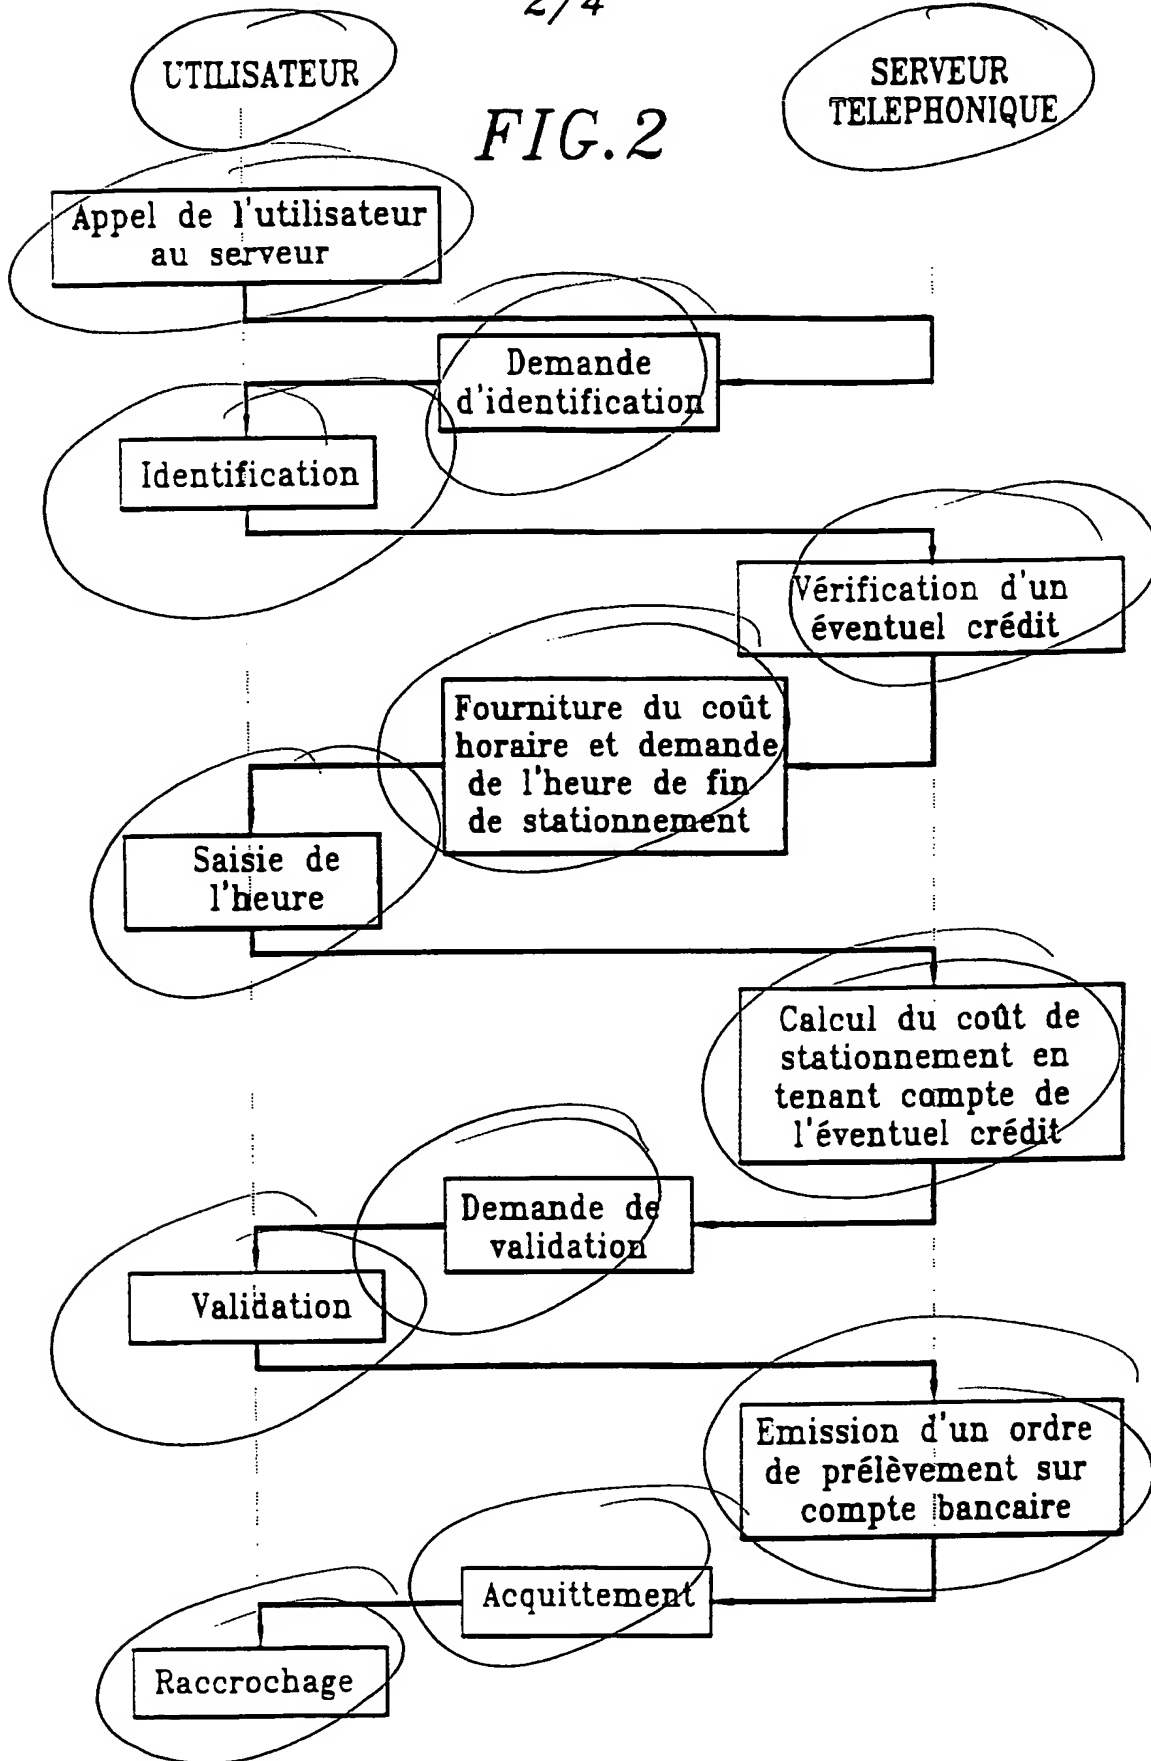 2/4
UTILISATEUR
SERVEUR
TELEPHONIQUE
FIG.2
Appel de l'utilisateur
au serveur
Demande
d'identification
Identification
Vérification d'un
éventuel crédit
Fourniture du coût
horaire et demande
de l'heure de fin
de stationnement
Saisie de
l'heure
Calcul du coût de
stationnement en
tenant compte de
l'éventuel crédit
Demande de
validation
Validation
Emission d'un ordre
de prélèvement sur
compte bancaire
Acquittement
Raccrochage